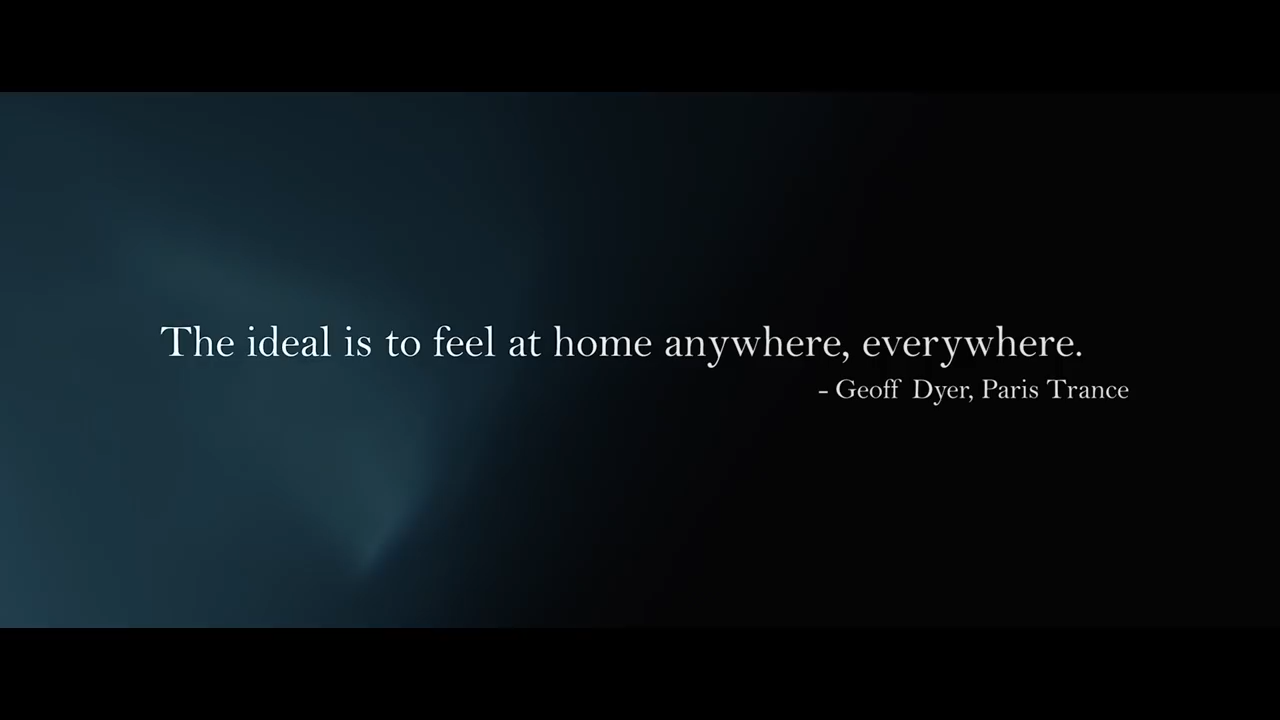 The ideal is to feel at home anywhere, everywhere.
- Geoff Dyer, Paris Trance